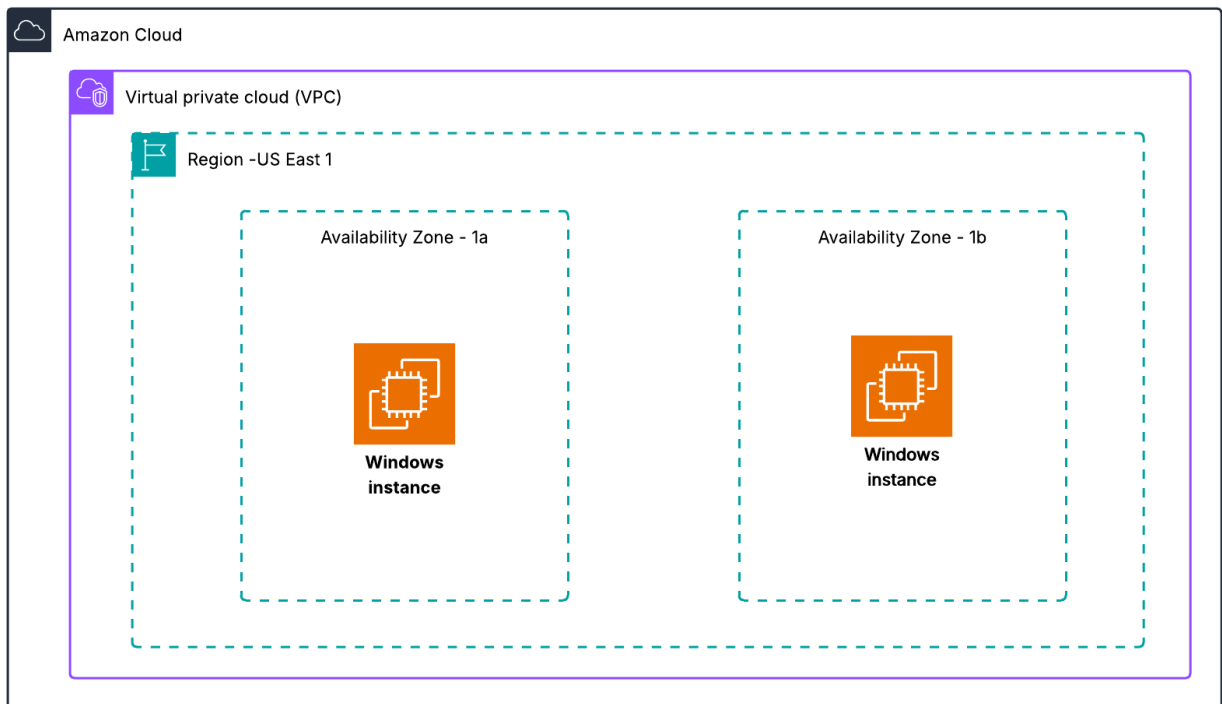 Amazon Cloud
Virtual private cloud (VPC)
Region -US East 1
Availability Zone - 1a
Availability Zone - 1b
Windows
instance
Windows
instance